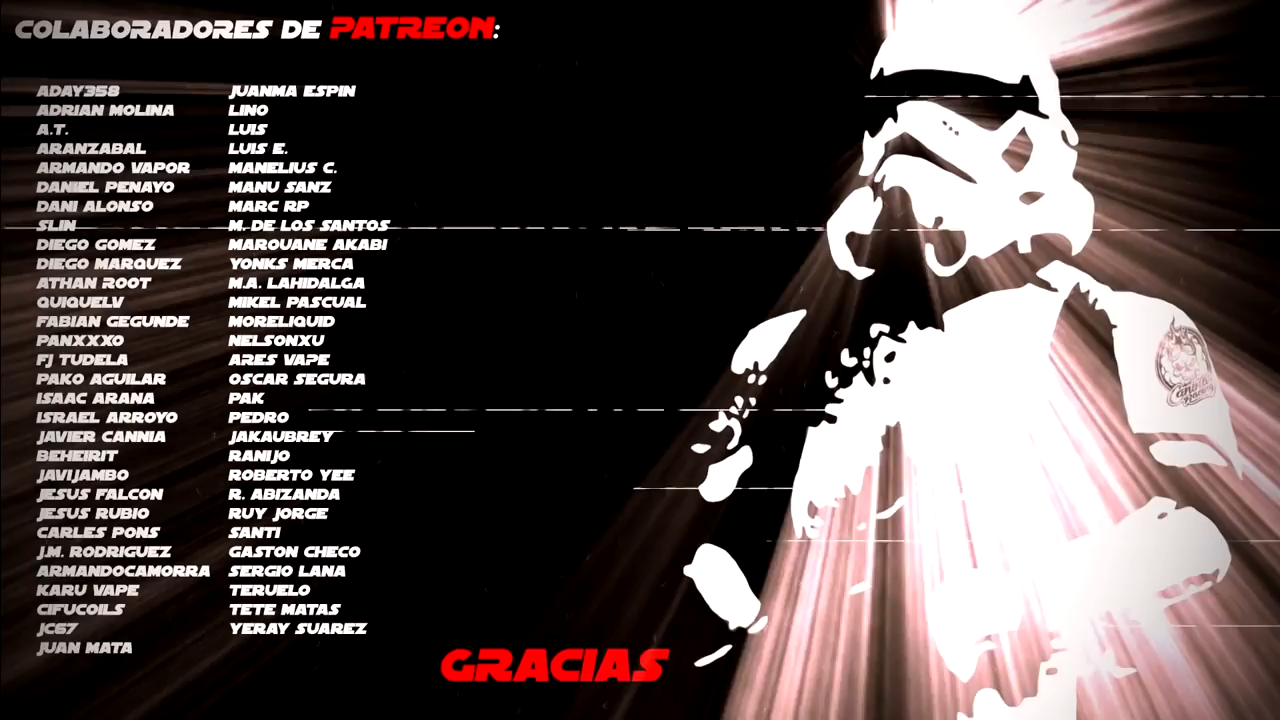 COLABORADORES DE PATREON:
ADAY358
ADRIAN MOLINA
A.T.
ARANZABAL
ARMANDO VAPOR
DANIEL PENAYO
DANI ALONSO
SLIN
DIEGO GOMEZ
DIEGO MARQUEZ
ATHAN ROOT
QUIQUELV
FABIAN GEGUNDE
PANXXXO
FJ TUDELA
PAKO AGUILAR
ISAAC ARANA
ISRAEL ARROYO
JAVIER CANNIA
BEHEIRIT
JAVIJAMBO
JESUS FALCON
JESUS RUBIO
CARLES PONS
J.M. RODRIGUEZ
ARMANDOCAMORRA
KARU VAPE
CIFUCOILS
JC67
JUAN MATA
JUANMA ESPIN
LINO
LUIS
LUIS E.
MANELIUS C.
MANU SANZ
MARC RP
M. DE LOS SANTOS
MAROUANE AKABI
YONKS MERCA
M.A. LAHIDALGA
MIKEL PASCUAL
MORELIQUID
NELSONXU
ARES VAPE
OSCAR SEGURA
PAK
PEDRO
JAKAUBREY
RANIJO
ROBERTO YEE
R. ABIZANDA
RUY JORGE
SANTI
GASTON CHECO
SERGIO LANA
TERUELO
TETE MATAS
YERAY SUAREZ
GRACIAS